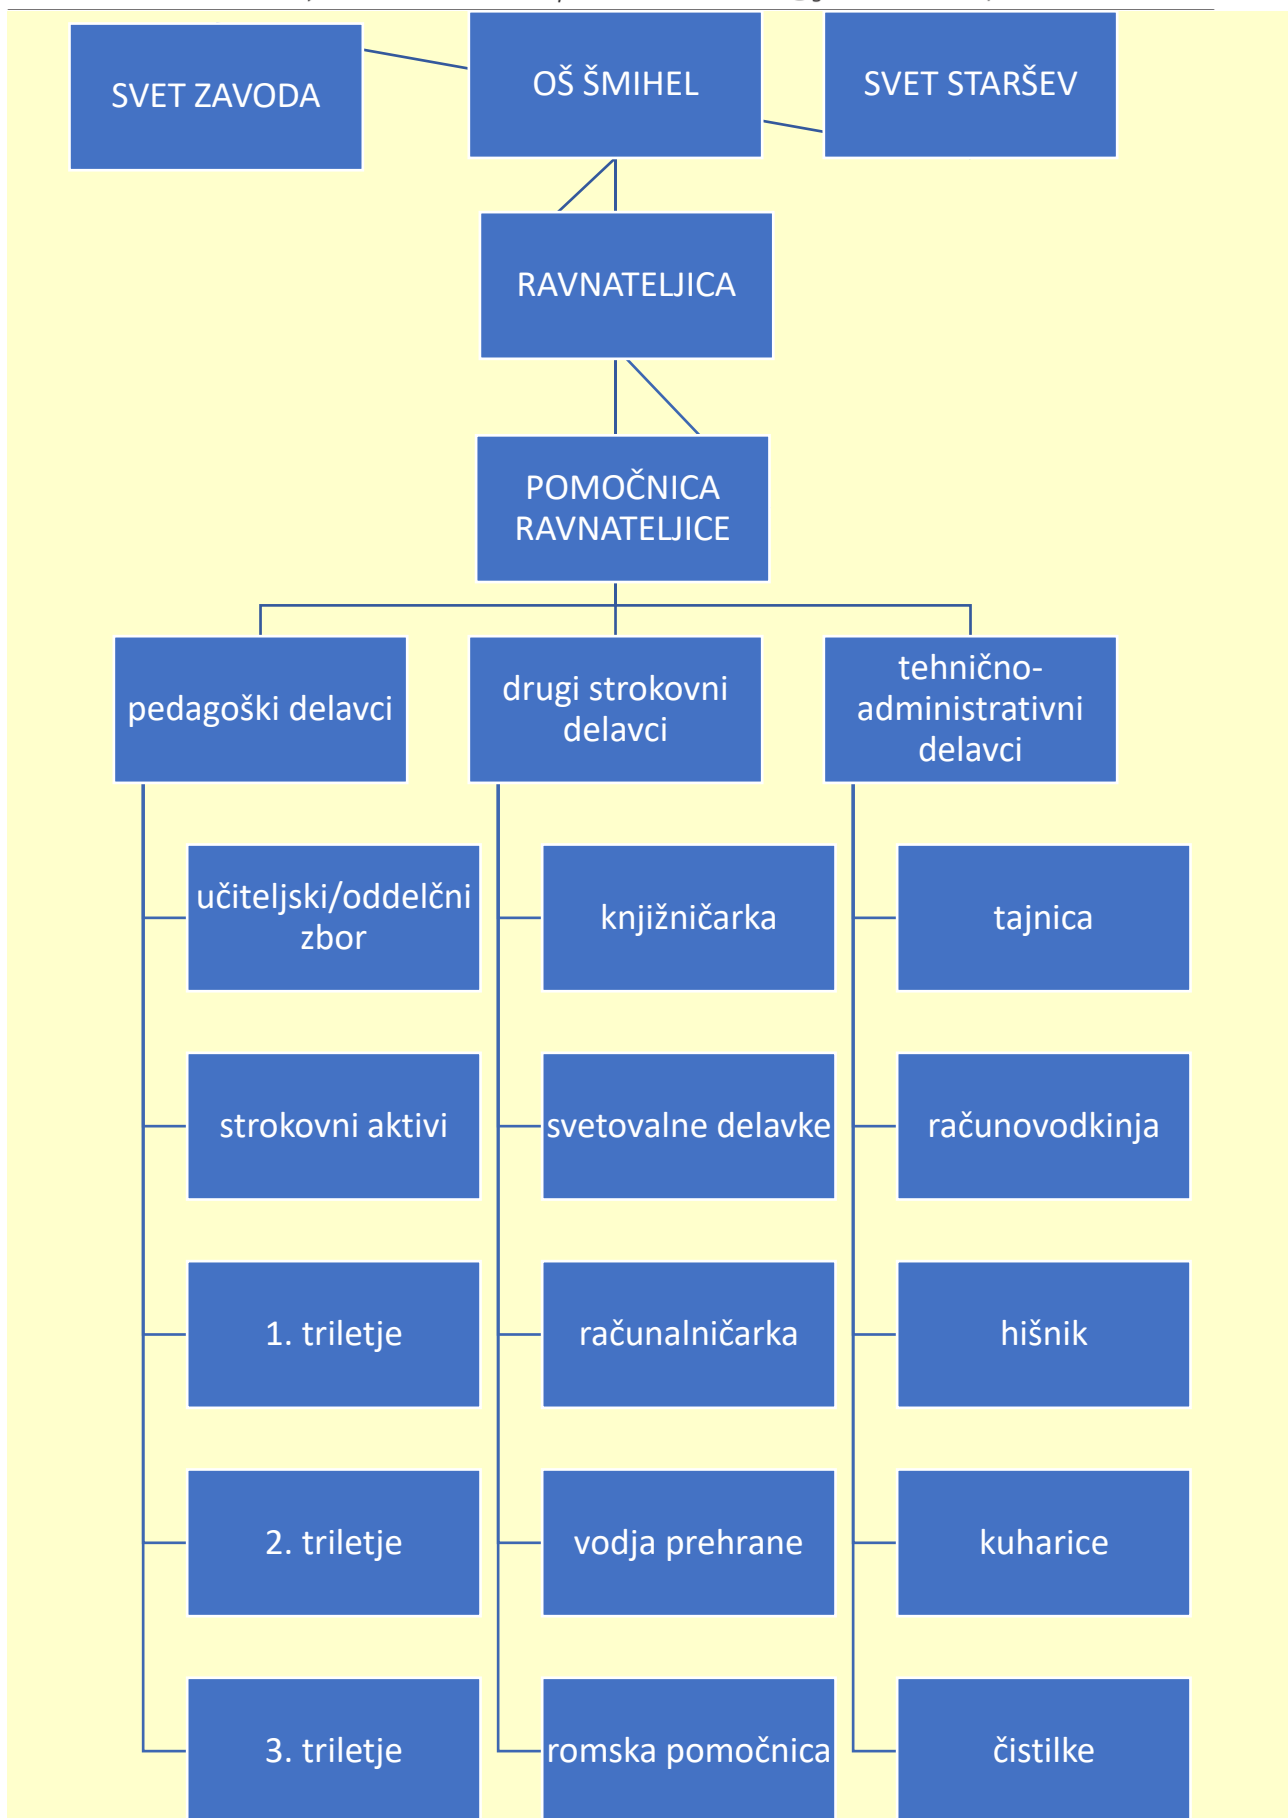 SVET ZAVODA
OŠ ŠMIHEL
SVET STARŠEV
RAVNATELJICA
POMOČNICA
RAVNATELJICE
pedagoški delavci
drugi strokovni
delavci
tehnično-
administrativni
delavci
učiteljski/oddelčni
zbor
knjižničarka
tajnica
strokovni aktivi
svetovalne delavke
računovodkinja
1. triletje
računalničarka
hišnik
2. triletje
vodja prehrane
kuharice
3. triletje
romska pomočnica
čistilke